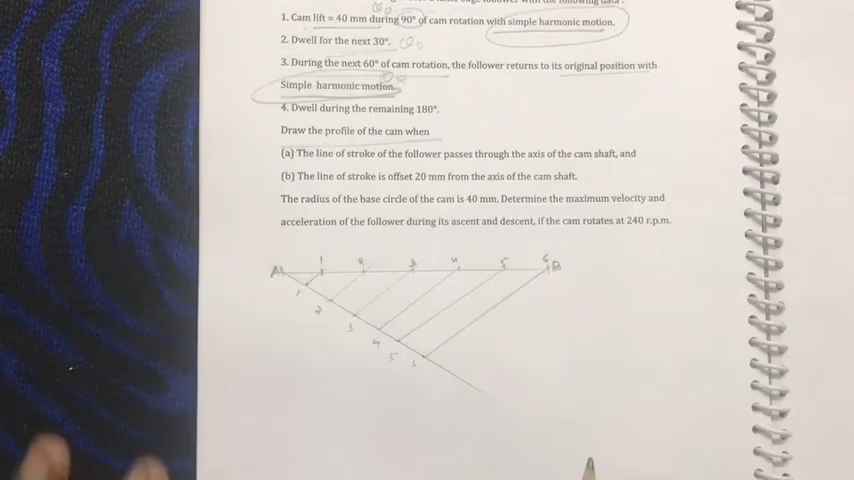 1. Cam lift = 40 mm during 90° of cam rotation with simple harmonic motion.
2. Dwell for the next 30°.
3. During the next 60° of cam rotation, the follower returns to its original position with
Simple harmonic motion.
4. Dwell during the remaining 180°.
Draw the profile of the cam when
(a) The line of stroke of the follower passes through the axis of the cam shaft, and
(b) The line of stroke is offset 20 mm from the axis of the cam shaft.
The radius of the base circle of the cam is 40 mm. Determine the maximum velocity and
acceleration of the follower during its ascent and descent, if the cam rotates at 240 r.p.m.
A 1 2 3 4 5 6 B
1
2
3
4
5
6